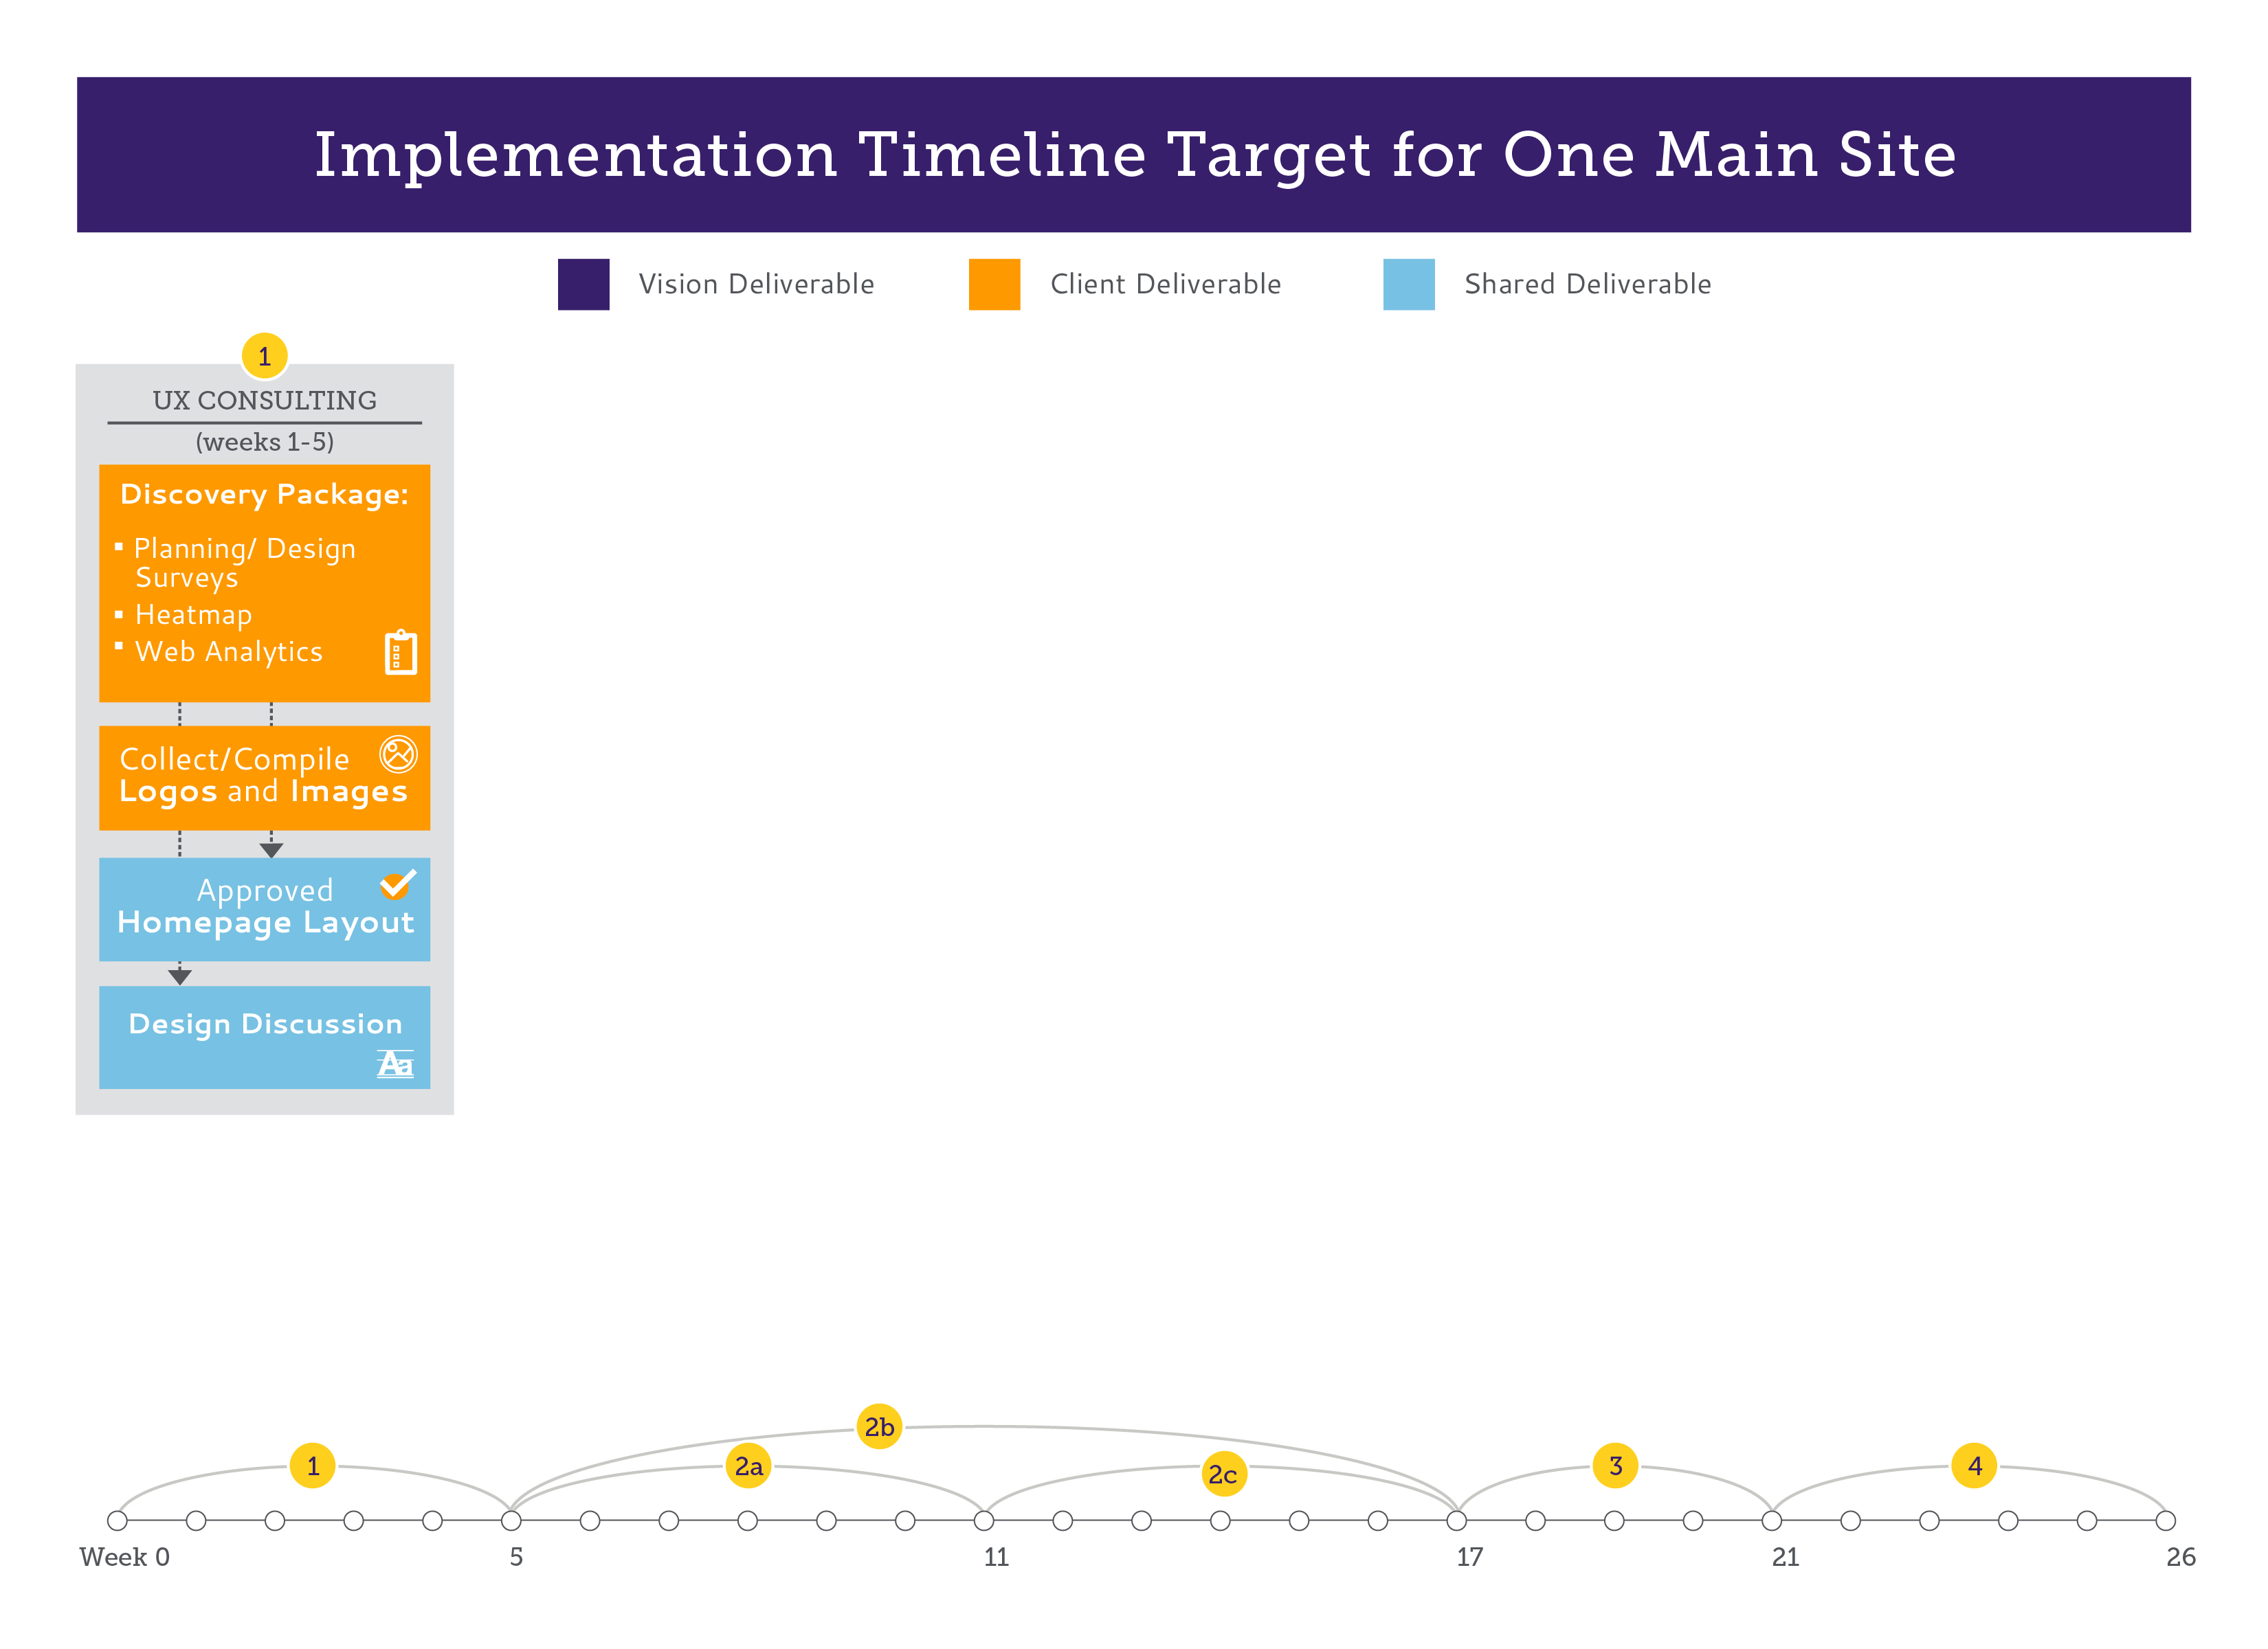 Implementation Timeline Target for One Main Site
Vision Deliverable
Client Deliverable
Shared Deliverable
1
UX CONSULTING
(weeks 1-5)
Discovery Package:
▪ Planning/ Design
Surveys
▪ Heatmap
▪ Web Analytics
Collect/Compile
Logos and Images
Approved
Homepage Layout
Design Discussion
Aa
2b
1
2a
2c
3
4
Week 0
5
11
17
21
26